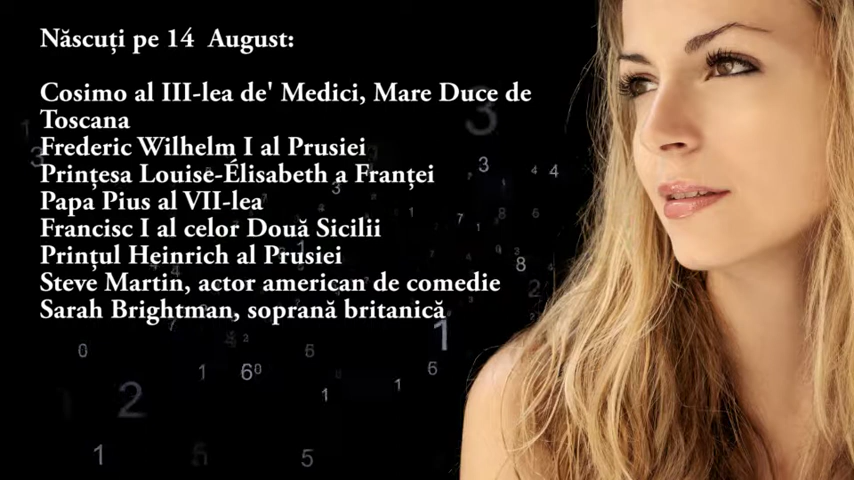 Născuți pe 14 August:
Cosimo al III-lea de' Medici, Mare Duce de
Toscana
Frederic Wilhelm I al Prusiei
Prințesa Louise-Élisabeth a Franței
Papa Pius al VII-lea
Francisc I al celor Două Sicilii
Prințul Heinrich al Prusiei
Steve Martin, actor american de comedie
Sarah Brightman, soprană britanică